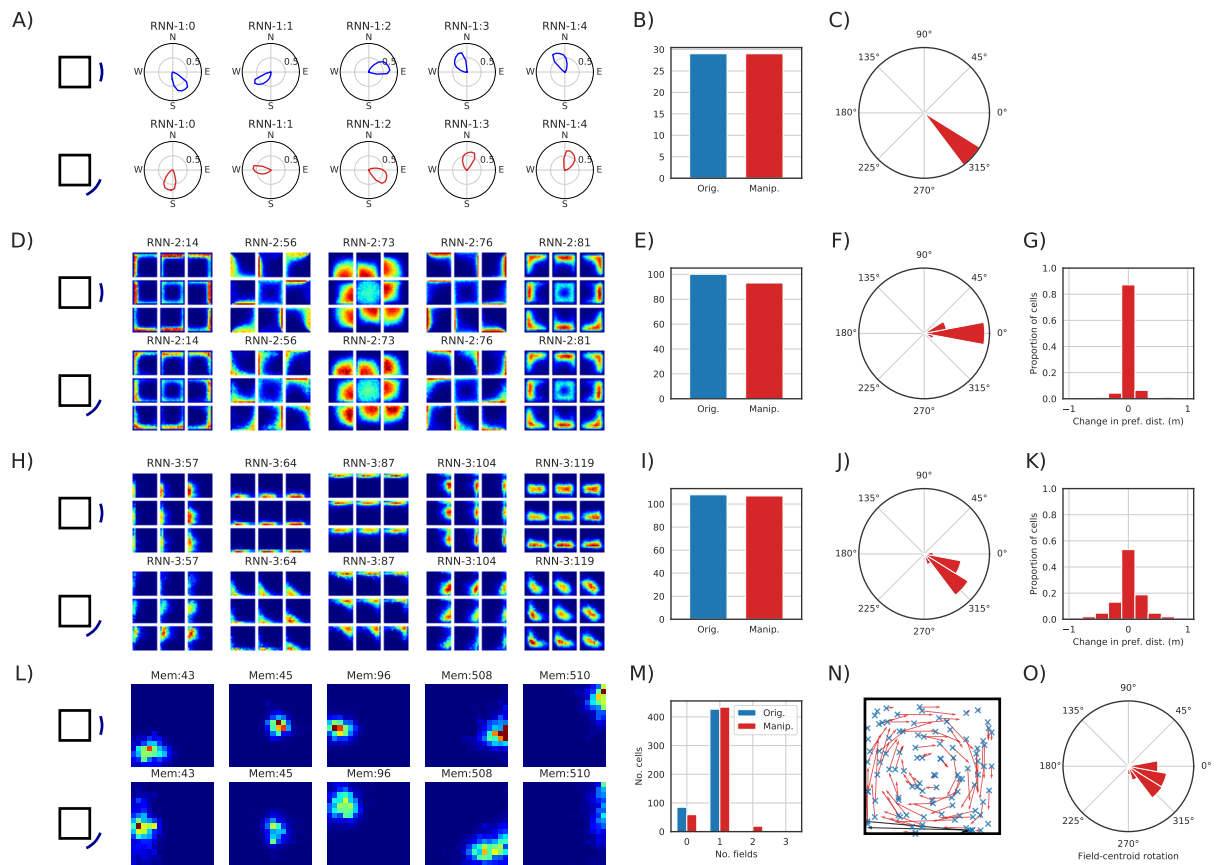 A)
RNN-1:0 RNN-1:1 RNN-1:2 RNN-1:3 RNN-1:4
N N N N N
W 0.5 E W 0.5 E W 0.5 E W 0.5 E W 0.5 E
S S S S S
RNN-1:0 RNN-1:1 RNN-1:2 RNN-1:3 RNN-1:4
N N N N N
W 0.5 E W 0.5 E W 0.5 E W 0.5 E W 0.5 E
S S S S S
B)
30
25
20
15
10
5
0
Orig. Manip.
C)
90°
135° 45°
180° 0°
225° 315°
270°
D)
RNN-2:14 RNN-2:56 RNN-2:73 RNN-2:76 RNN-2:81
RNN-2:14 RNN-2:56 RNN-2:73 RNN-2:76 RNN-2:81
E)
100
80
60
40
20
0
Orig. Manip.
F)
90°
135° 45°
180° 0°
225° 315°
270°
G)
1.0
0.8
0.6
0.4
0.2
0.0
Proportion of cells
−1 0 1
Change in pref. dist. (m)
H)
RNN-3:57 RNN-3:64 RNN-3:87 RNN-3:104 RNN-3:119
RNN-3:57 RNN-3:64 RNN-3:87 RNN-3:104 RNN-3:119
I)
100
80
60
40
20
0
Orig. Manip.
J)
90°
135° 45°
180° 0°
225° 315°
270°
K)
1.0
0.8
0.6
0.4
0.2
0.0
Proportion of cells
−1 0 1
Change in pref. dist. (m)
L)
Mem:43 Mem:45 Mem:96 Mem:508 Mem:510
Mem:43 Mem:45 Mem:96 Mem:508 Mem:510
M)
Orig.
Manip.
400
300
200
100
0
No. cells
0 1 2 3
No. fields
N)
O)
90°
135° 45°
180° 0°
225° 315°
270°
Field-centroid rotation